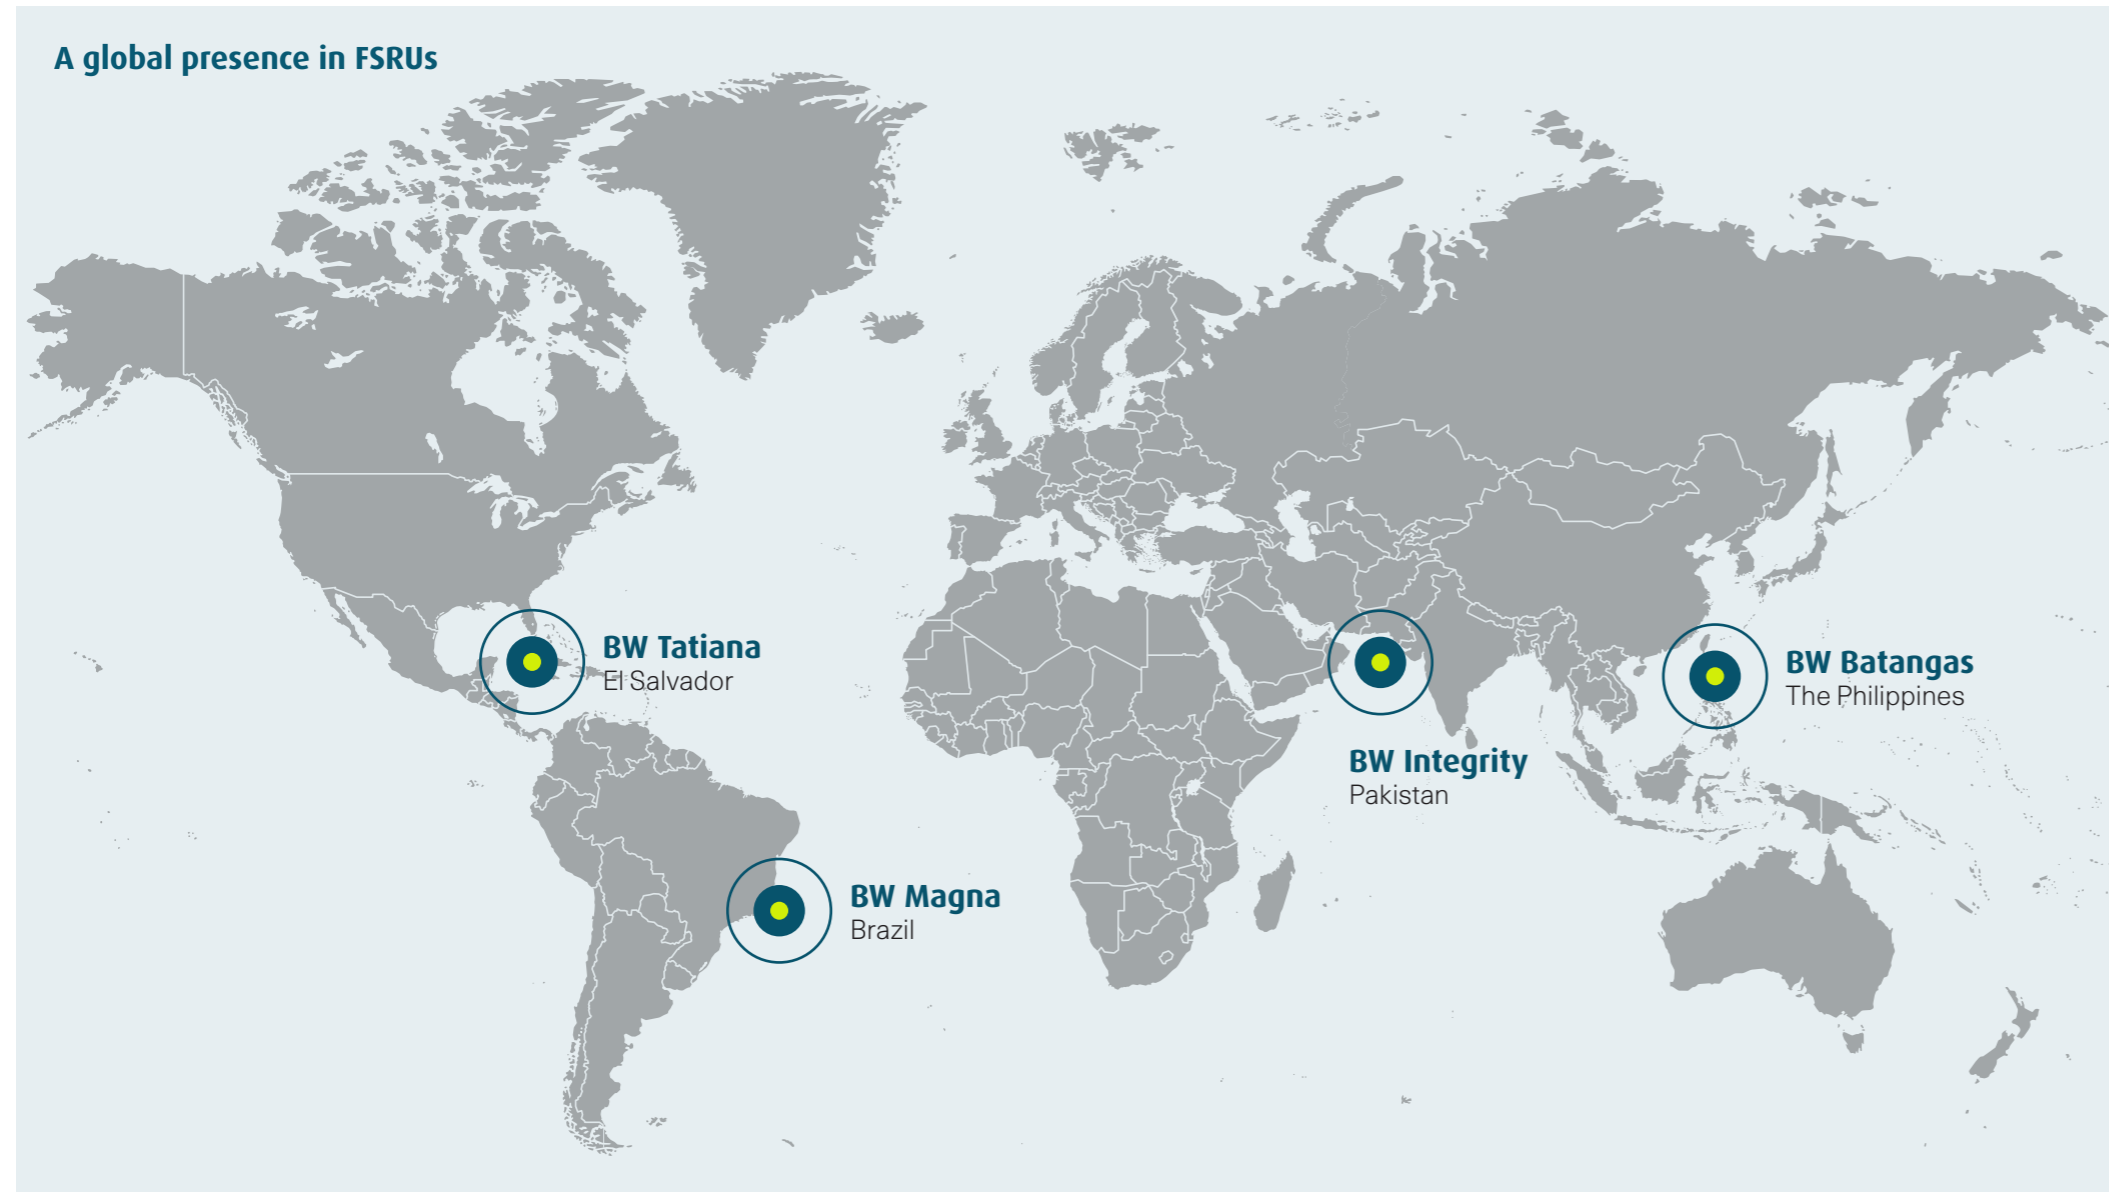 A global presence in FSRUs
BW Tatiana
El Salvador
BW Batangas
The Philippines
BW Integrity
Pakistan
BW Magna
Brazil